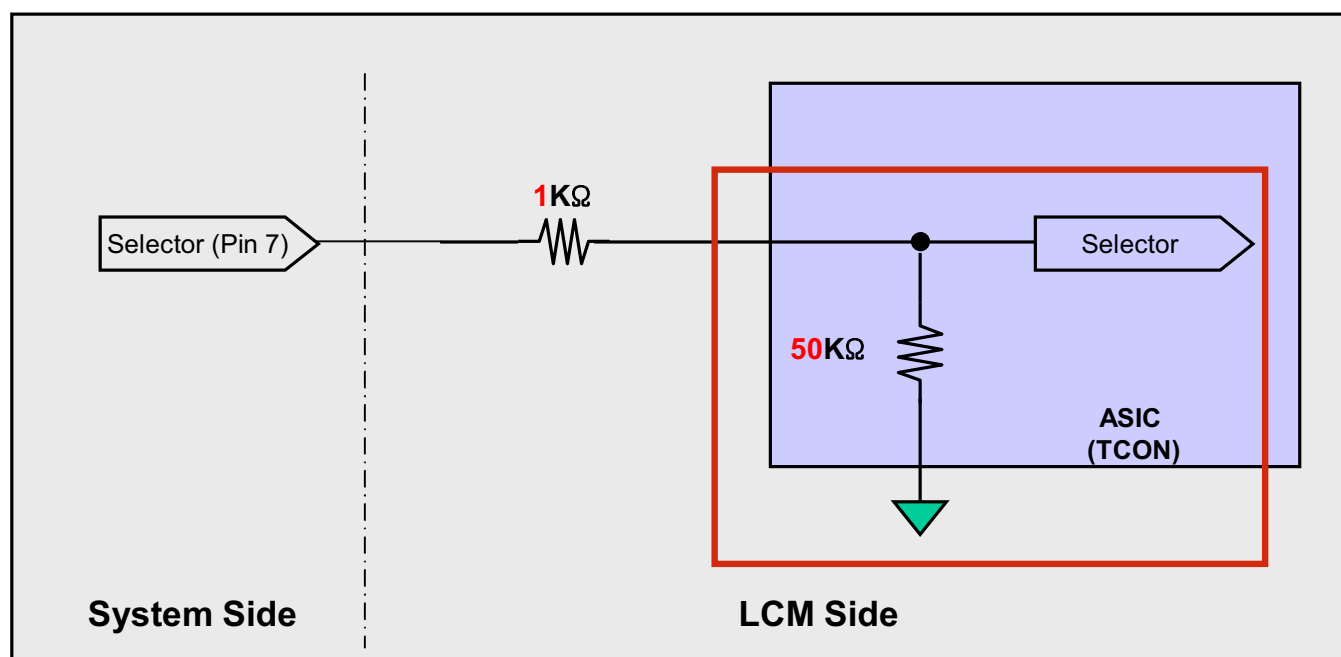 1KΩ
Selector (Pin 7)
Selector
50KΩ
ASIC
(TCON)
System Side
LCM Side